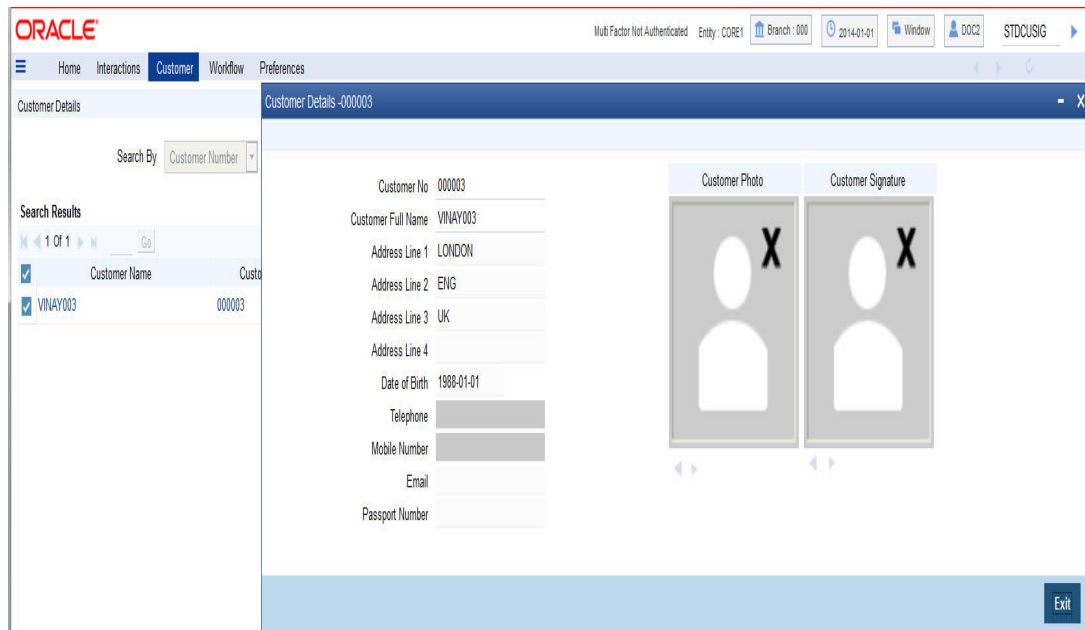 ORACLE
Multi Factor Not Authenticated Entity : CORE1 Branch : 000 2014-01-01 Window DOC2 STDCUSIG
Home Interactions Customer Workflow Preferences
Customer Details
Search By Customer Number
Search Results
1 Of 1 Go
Customer Name Custo
VINAY003 000003
Customer Details -000003 - X
Customer No 000003
Customer Full Name VINAY003
Address Line 1 LONDON
Address Line 2 ENG
Address Line 3 UK
Address Line 4
Date of Birth 1988-01-01
Telephone
Mobile Number
Email
Passport Number
Customer Photo Customer Signature
X X
Exit